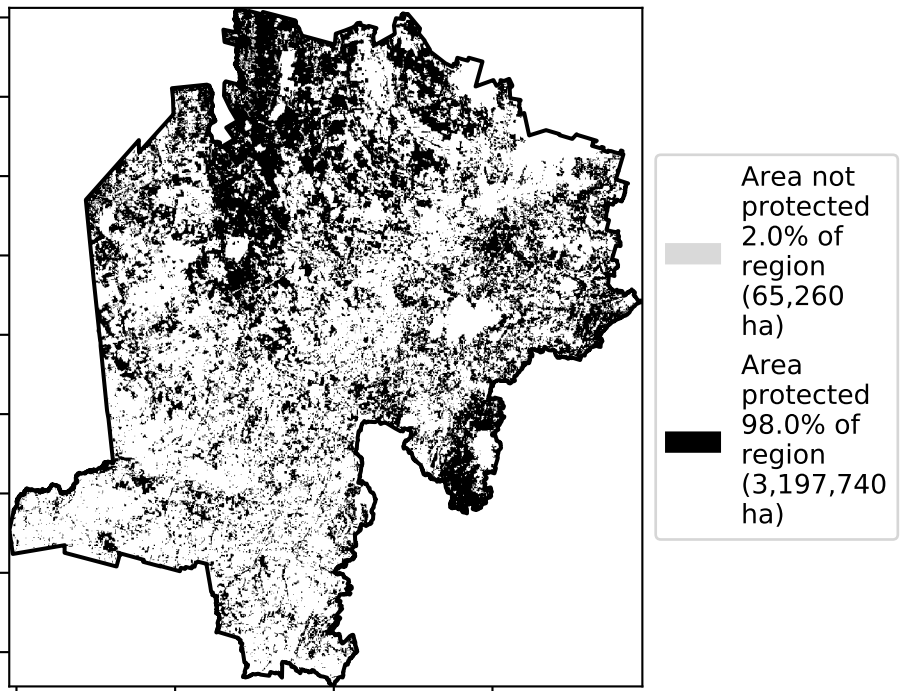 Area not
protected
2.0% of
region
(65,260
ha)
Area
protected
98.0% of
region
(3,197,740
ha)